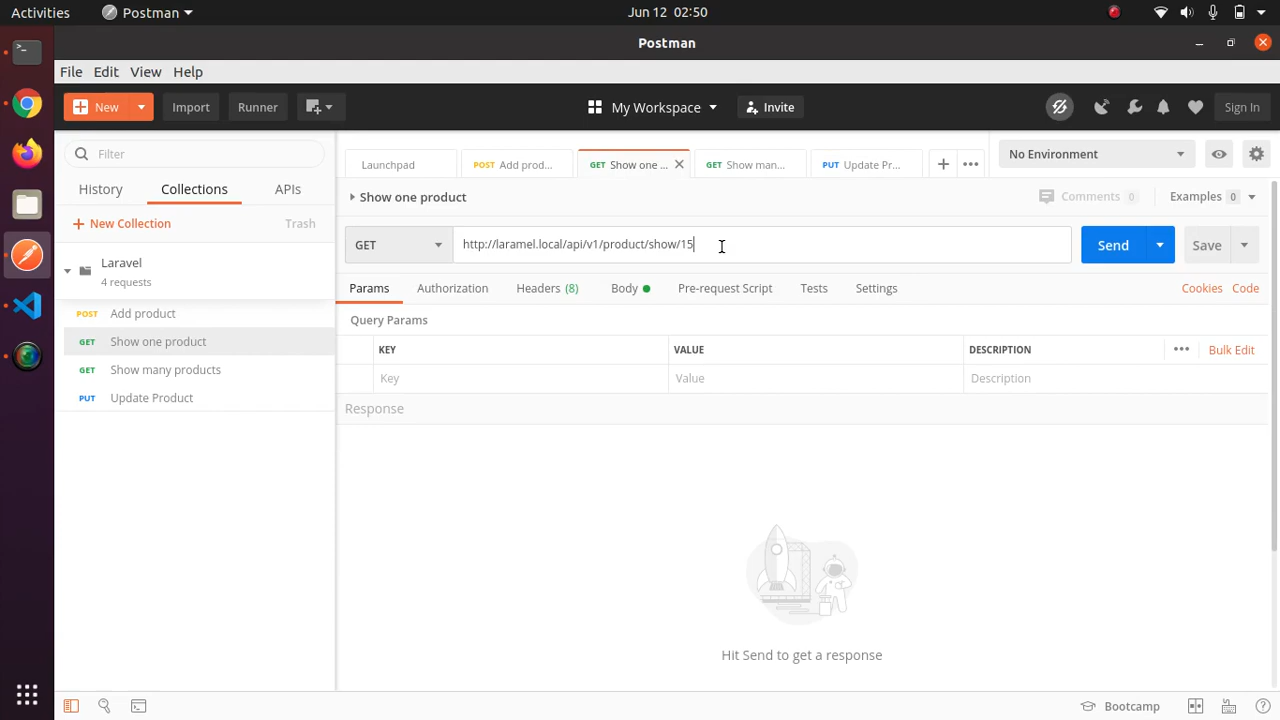 Activities
Postman
Jun 12 02:50
Postman
File Edit View Help
New
Import
Runner
My Workspace
Invite
Sign In
Filter
History
Collections
APIs
+ New Collection
Trash
Laravel
4 requests
POST Add product
GET Show one product
GET Show many products
PUT Update Product
Launchpad
POST Add prod...
GET Show one ...
GET Show man...
PUT Update Pr...
No Environment
Show one product
Comments 0
Examples 0
GET
http://laramel.local/api/v1/product/show/15
Send
Save
Params
Authorization
Headers (8)
Body
Pre-request Script
Tests
Settings
Cookies
Code
Query Params
KEY
VALUE
DESCRIPTION
Bulk Edit
Key
Value
Description
Response
Hit Send to get a response
Bootcamp